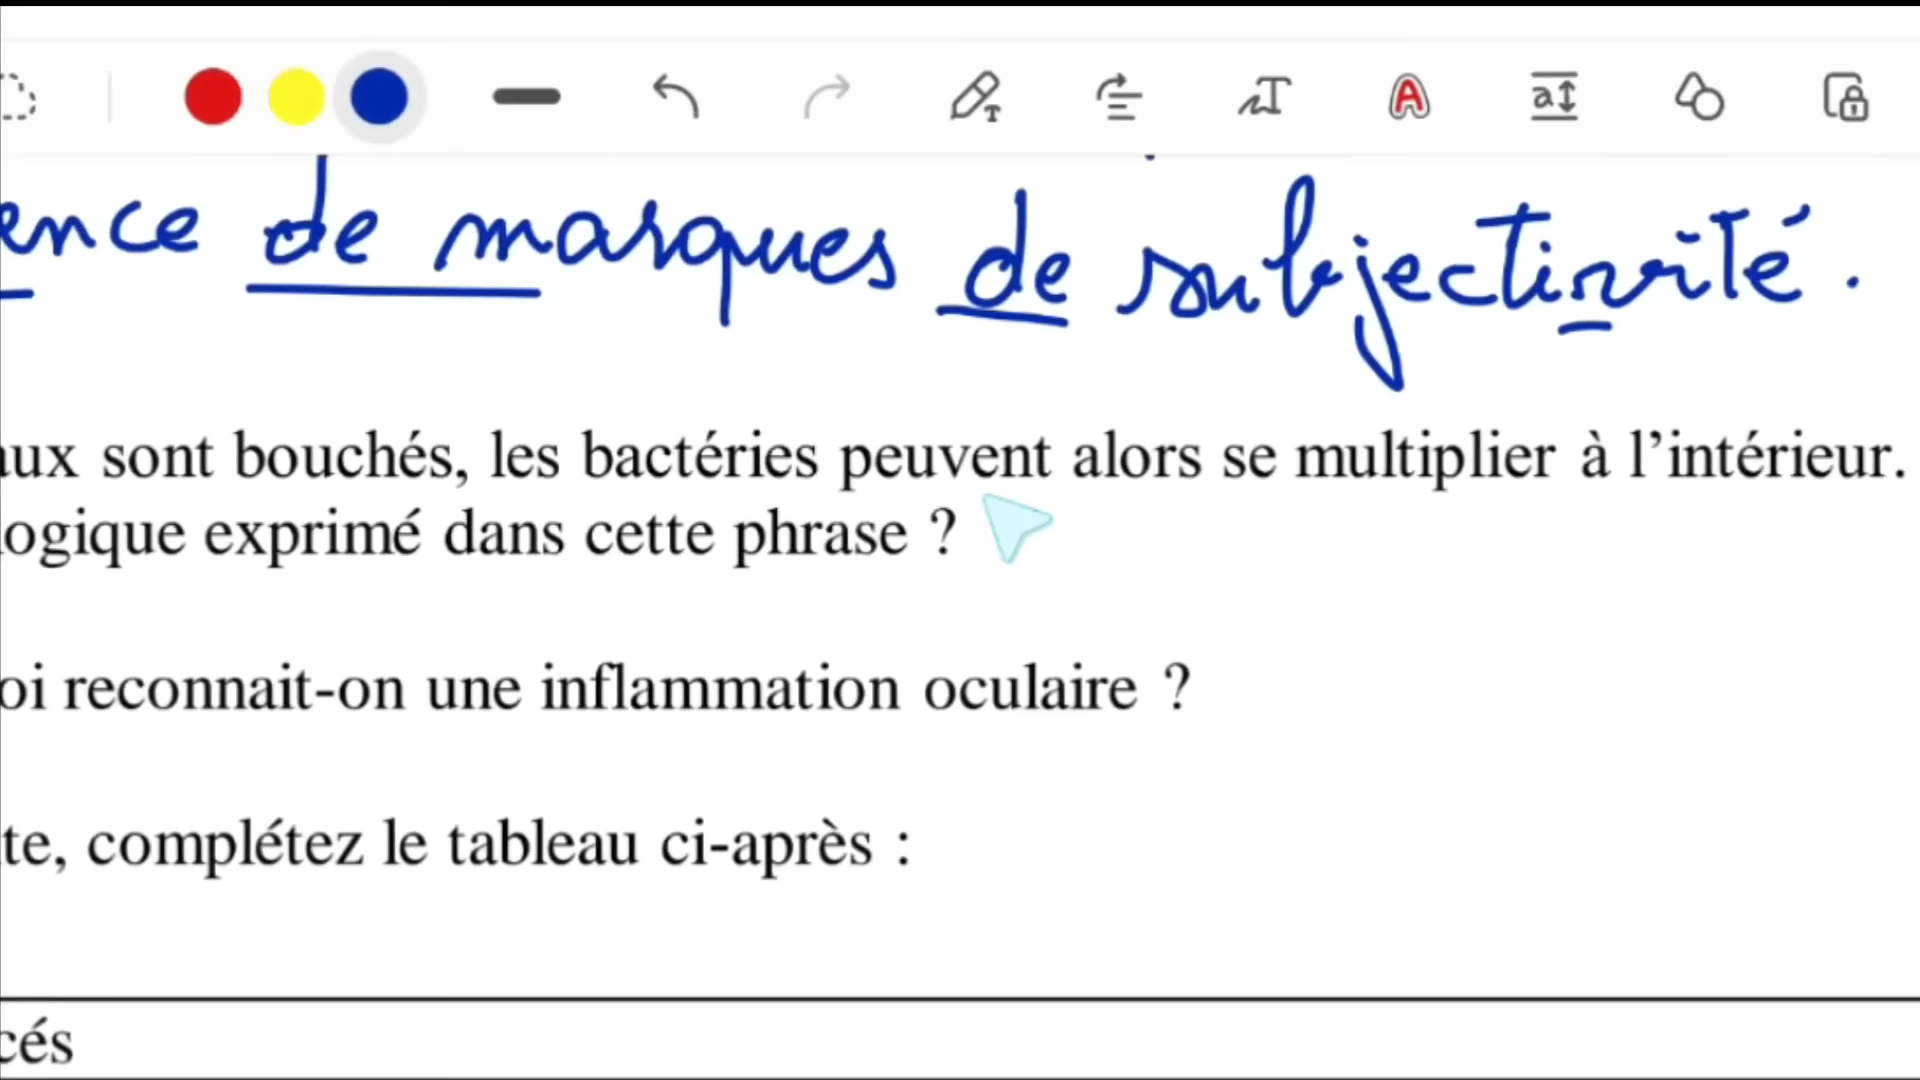 ence de marques de subjectivité.
aux sont bouchés, les bactéries peuvent alors se multiplier à l’intérieur.
ogique exprimé dans cette phrase ?
oi reconnait-on une inflammation oculaire ?
te, complétez le tableau ci-après :
cés